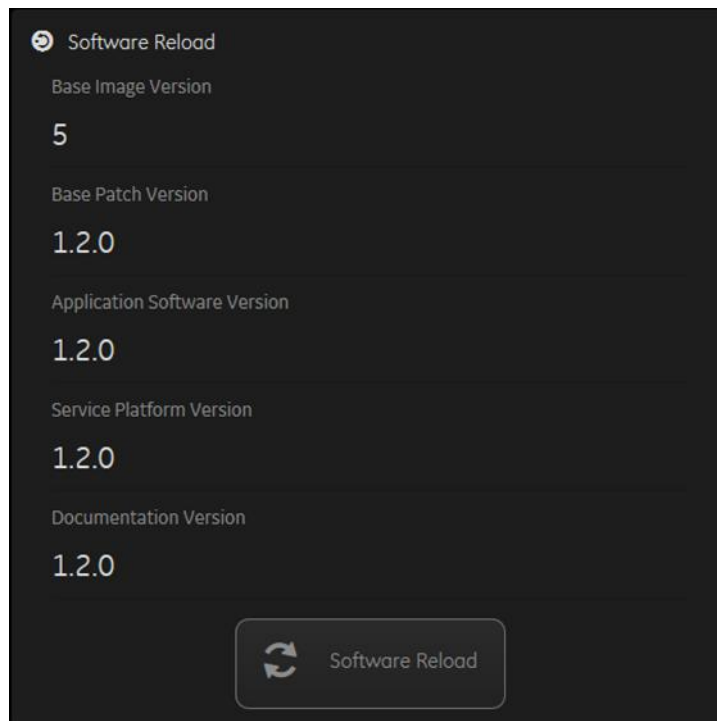 Software Reload
Base Image Version
5
Base Patch Version
1.2.0
Application Software Version
1.2.0
Service Platform Version
1.2.0
Documentation Version
1.2.0
Software Reload